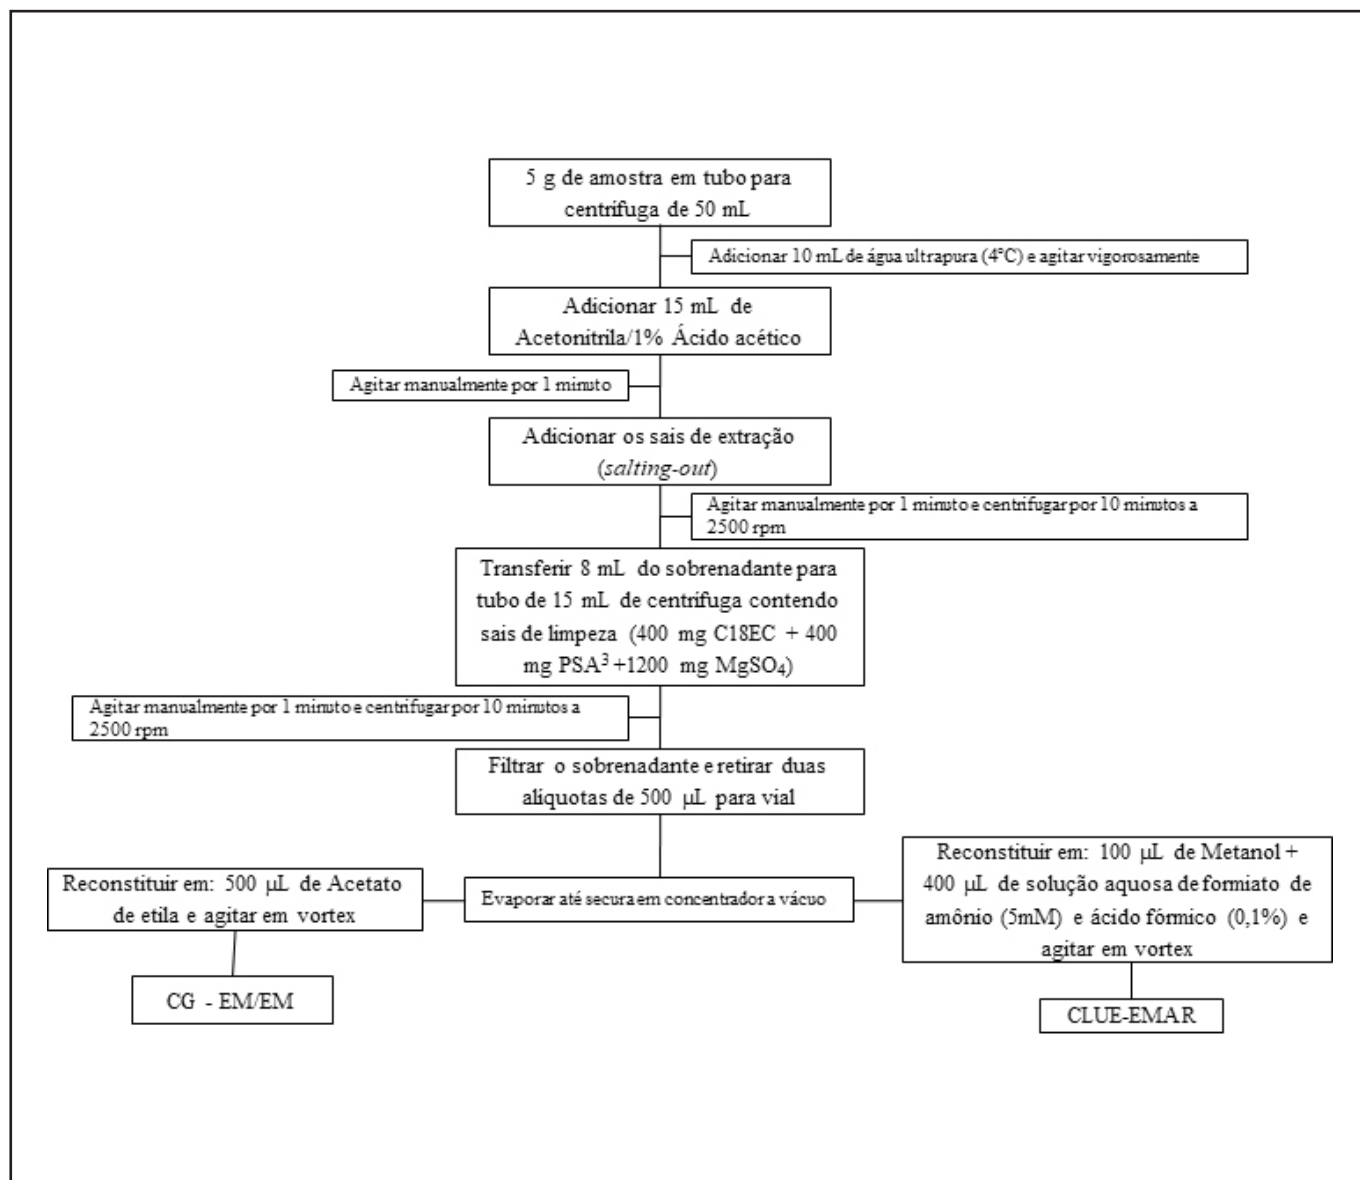 5 g de amostra em tubo para
centrifuga de 50 mL
Adicionar 10 mL de água ultrapura (4°C) e agitar vigorosamente
Adicionar 15 mL de
Acetonitrila/1% Ácido acético
Agitar manualmente por 1 minuto
Adicionar os sais de extração
(salting-out)
Agitar manualmente por 1 minuto e centrifugar por 10 minutos a
2500 rpm
Transferir 8 mL do sobrenadante para
tubo de 15 mL de centrifuga contendo
sais de limpeza (400 mg C18EC + 400
mg PSA³ +1200 mg MgSO₄)
Agitar manualmente por 1 minuto e centrifugar por 10 minutos a
2500 rpm
Filtrar o sobrenadante e retirar duas
aliquotas de 500 µL para vial
Evaporar até secura em concentrador a vácuo
Reconstituir em: 500 µL de Acetato
de etila e agitar em vortex
CG - EM/EM
Reconstituir em: 100 µL de Metanol +
400 µL de solução aquosa de formiato de
amônio (5mM) e ácido fórmico (0,1%) e
agitar em vortex
CLUE-EMAR